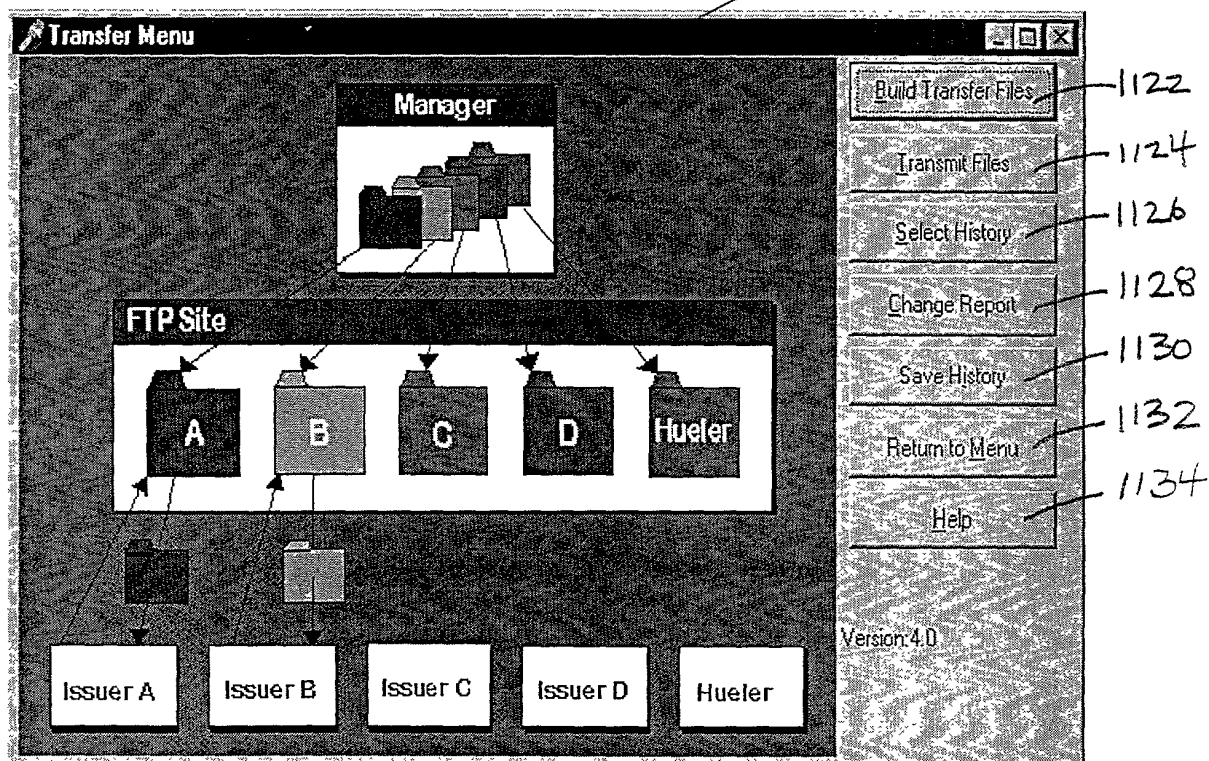 Transfer Menu
Manager
FTP Site
A
B
C
D
Hueler
Issuer A
Issuer B
Issuer C
Issuer D
Hueler
Build Transfer Files
1122
Transmit Files
1124
Select History
1126
Change Report
1128
Save History
1130
Return to Menu
1132
Help
1134
Version:4.0